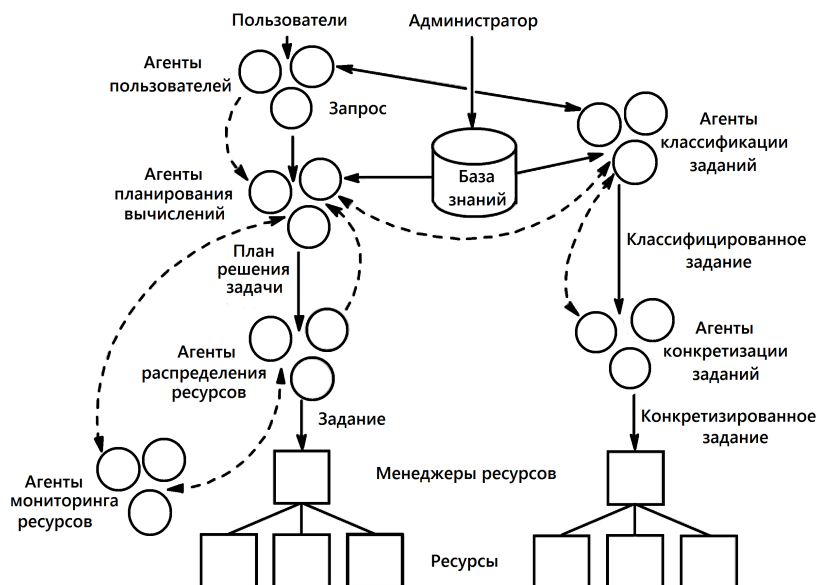 Пользователи
Администратор
Агенты
пользователей
Запрос
Агенты
классификации
заданий
База
знаний
Агенты
планирования
вычислений
План
решения
задачи
Классифицированное
задание
Агенты
распределения
ресурсов
Агенты
конкретизации
заданий
Задание
Конкретизированное
задание
Агенты
мониторинга
ресурсов
Менеджеры ресурсов
Ресурсы